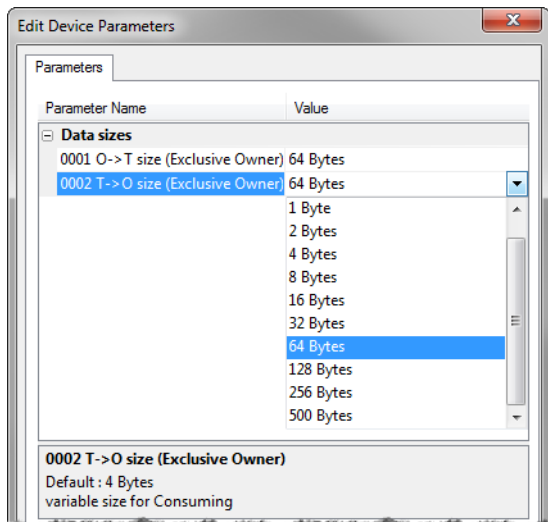 Edit Device Parameters
Parameters
Parameter Name Value
Data sizes
0001 O->T size (Exclusive Owner) 64 Bytes
0002 T->O size (Exclusive Owner) 64 Bytes
1 Byte
2 Bytes
4 Bytes
8 Bytes
16 Bytes
32 Bytes
64 Bytes
128 Bytes
256 Bytes
500 Bytes
0002 T->O size (Exclusive Owner)
Default : 4 Bytes
variable size for Consuming